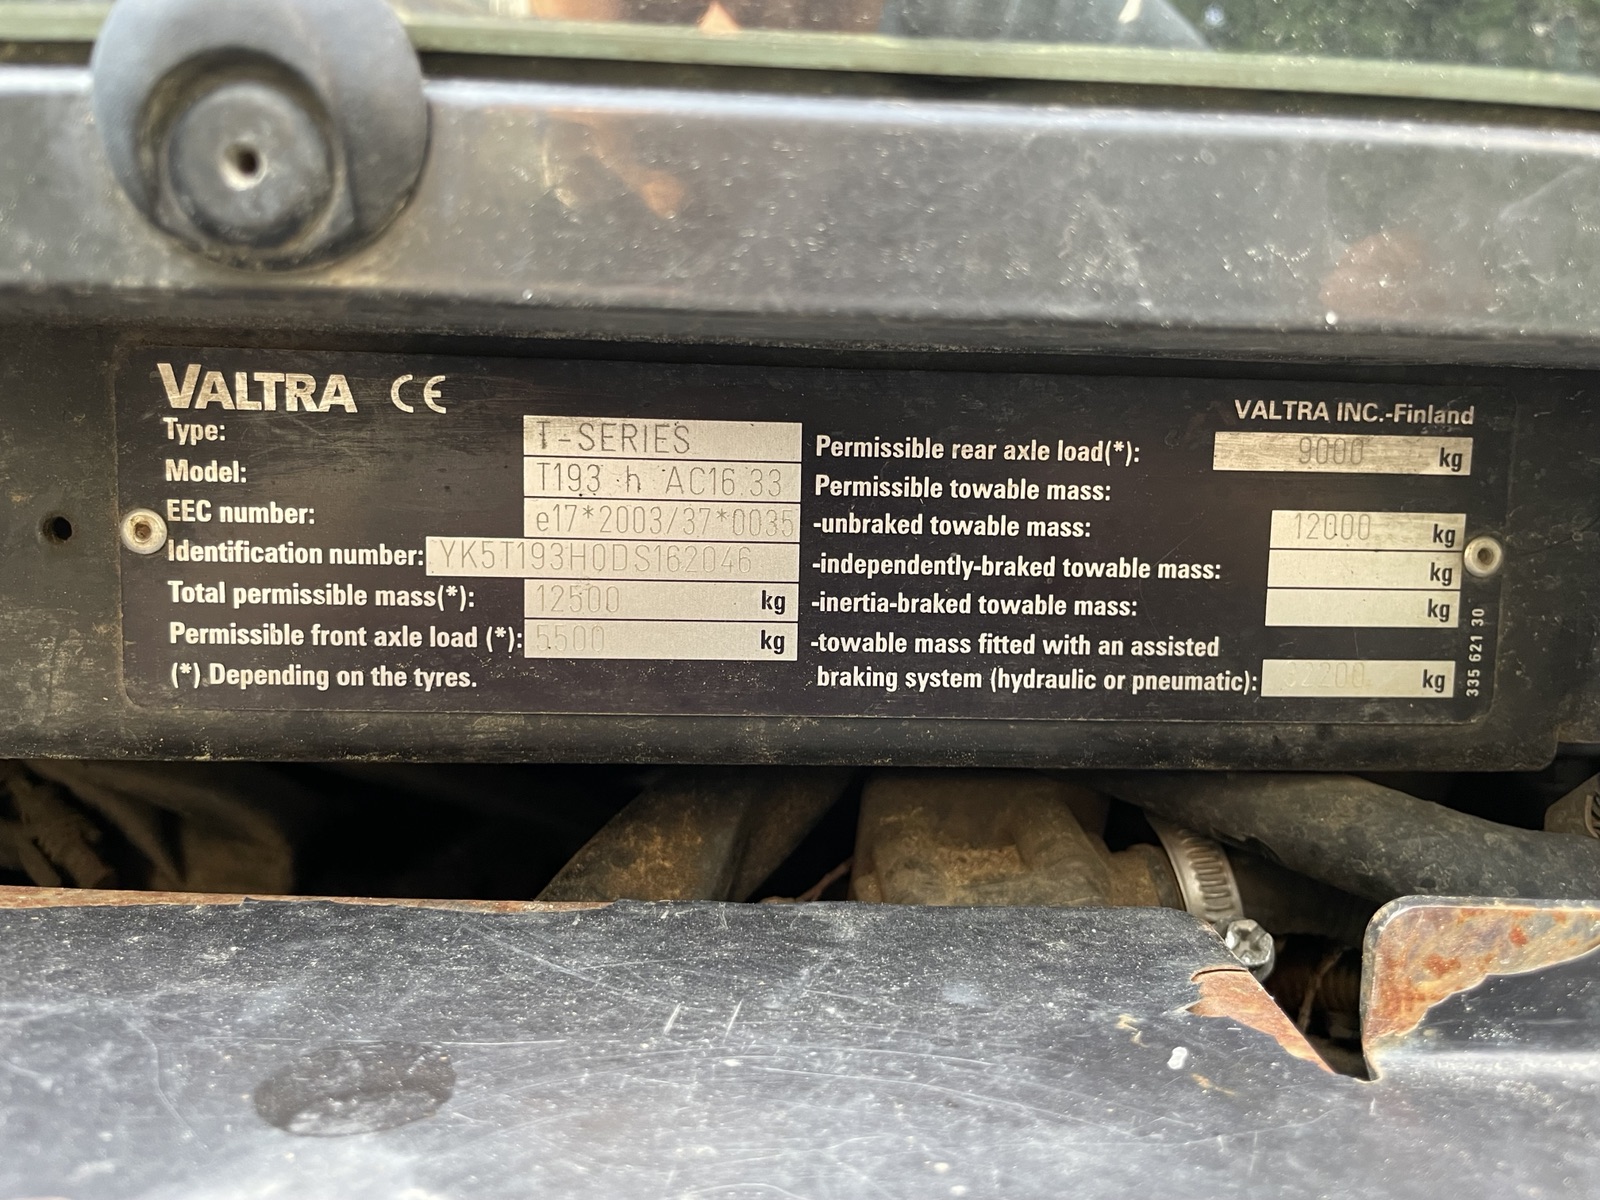 VALTRA CE
Type: T-SERIES
Model: T193 h AC16.33
EEC number: e17*2003/37*0035
Identification number: YK5T193H0DS162046
Total permissible mass(*): 12500 kg
Permissible front axle load (*): 5500 kg
(*) Depending on the tyres.
VALTRA INC.-Finland
Permissible rear axle load(*): 9000 kg
Permissible towable mass:
-unbraked towable mass: 12000 kg
-independently-braked towable mass: kg
-inertia-braked towable mass: kg
-towable mass fitted with an assisted
braking system (hydraulic or pneumatic): kg
335 621 30